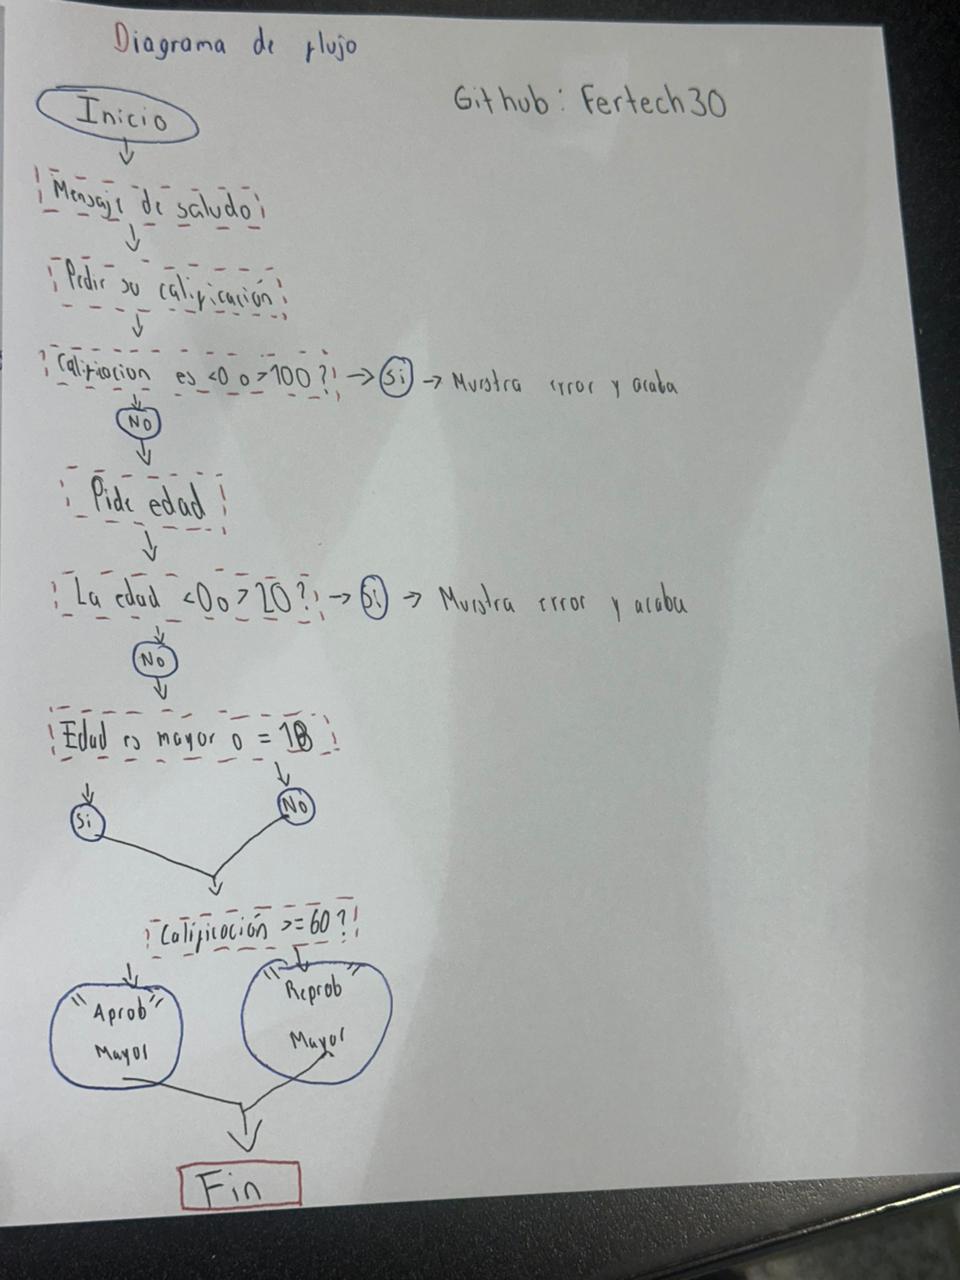 Diagrama de flujo
Github: Fertech30
Inicio
Mensaje de saludo
Pedir su calificación
Calificacion es <0 o >100? → Si → Muestra error y acaba
No
Pide edad
La edad <0 o >20? → Si → Muestra error y acaba
No
Edad es mayor o = 18
Si No
Calificación >=60?
"Aprob" "Reprob"
Mayor Mayor
Fin